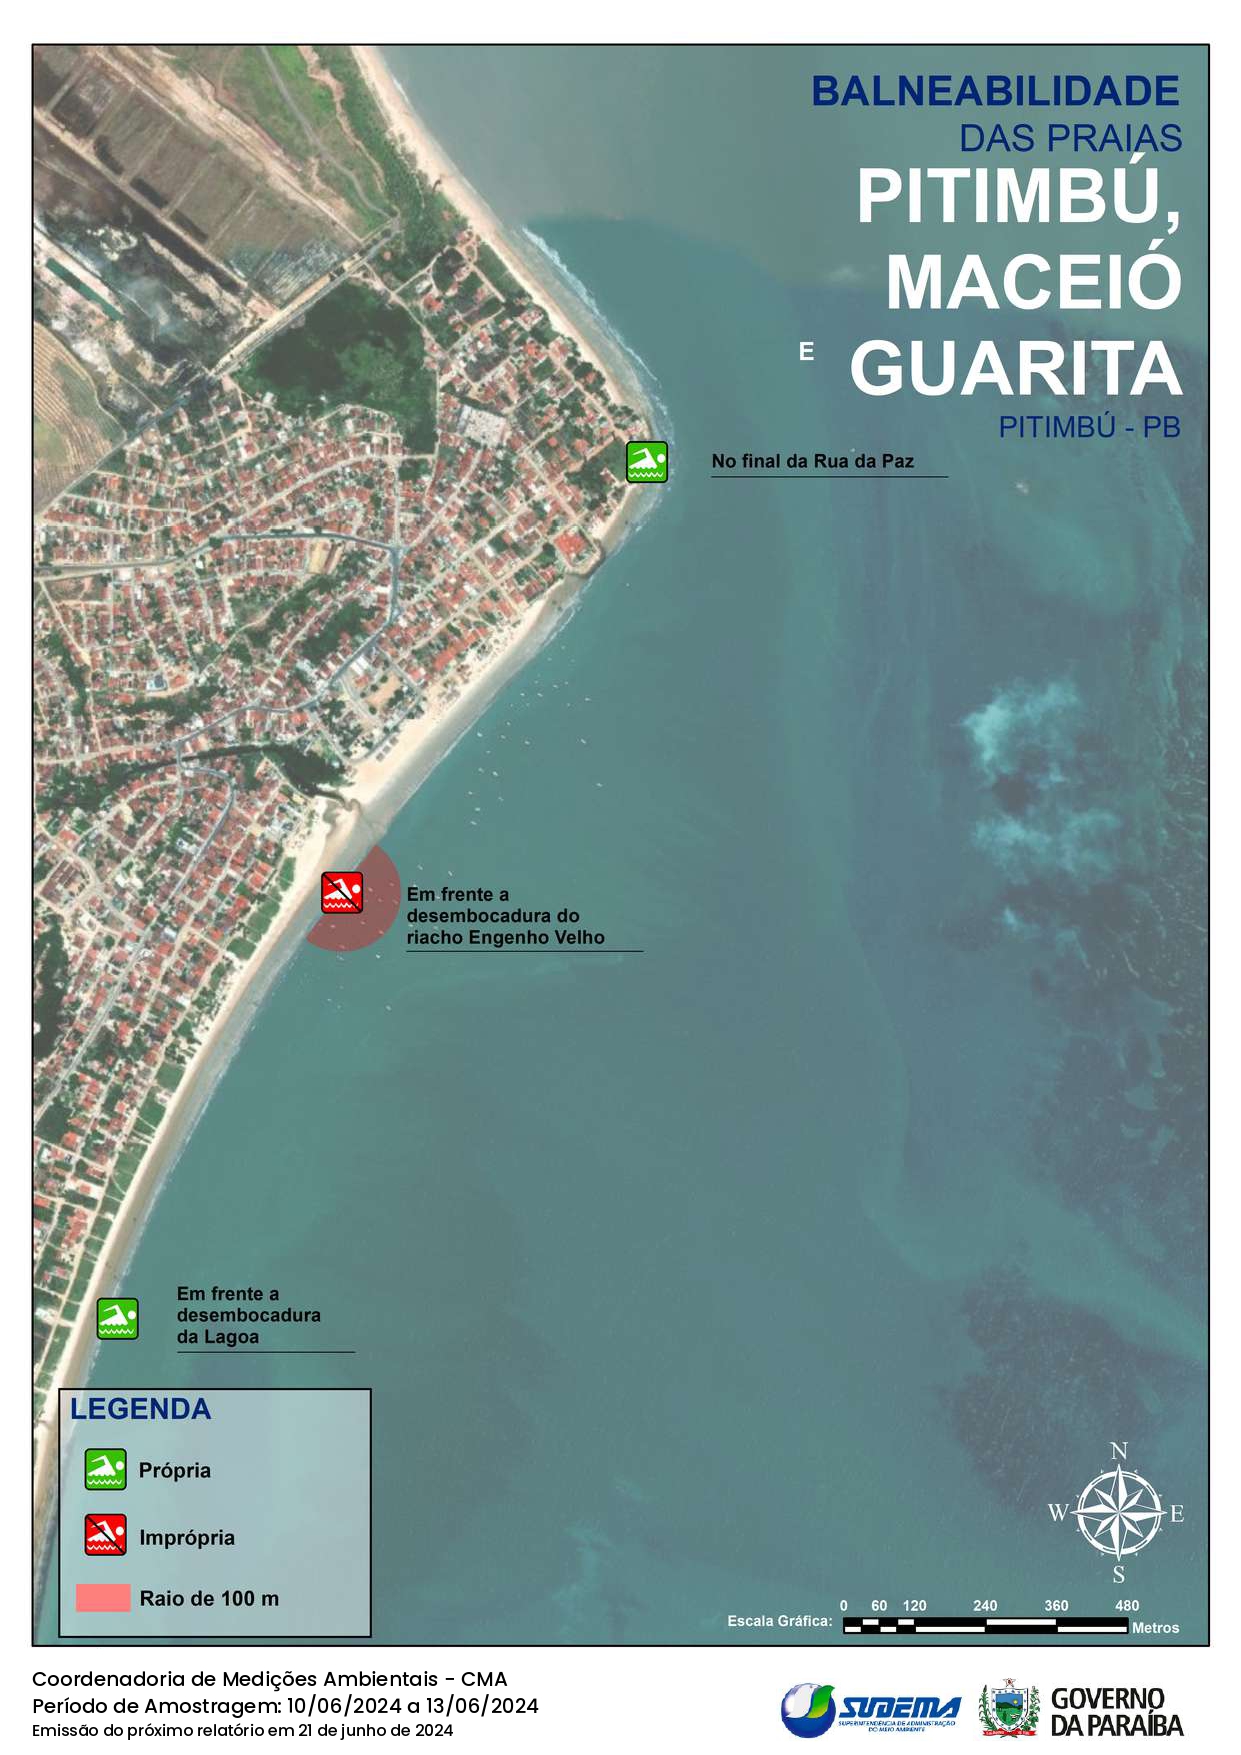 BALNEABILIDADE
DAS PRAIAS
PITIMBÚ,
MACEIÓ
E GUARITA
PITIMBÚ - PB
No final da Rua da Paz
Em frente a
desembocadura do
riacho Engenho Velho
Em frente a
desembocadura
da Lagoa
LEGENDA
Própria
Imprópria
Raio de 100 m
N
W E
S
0 60 120 240 360 480
Escala Gráfica: Metros
Coordenadoria de Medições Ambientais - CMA
Período de Amostragem: 10/06/2024 a 13/06/2024
Emissão do próximo relatório em 21 de junho de 2024
SUDEMA
SUPERINTENDÊNCIA DE ADMINISTRAÇÃO
DO MEIO AMBIENTE
GOVERNO
DA PARAÍBA